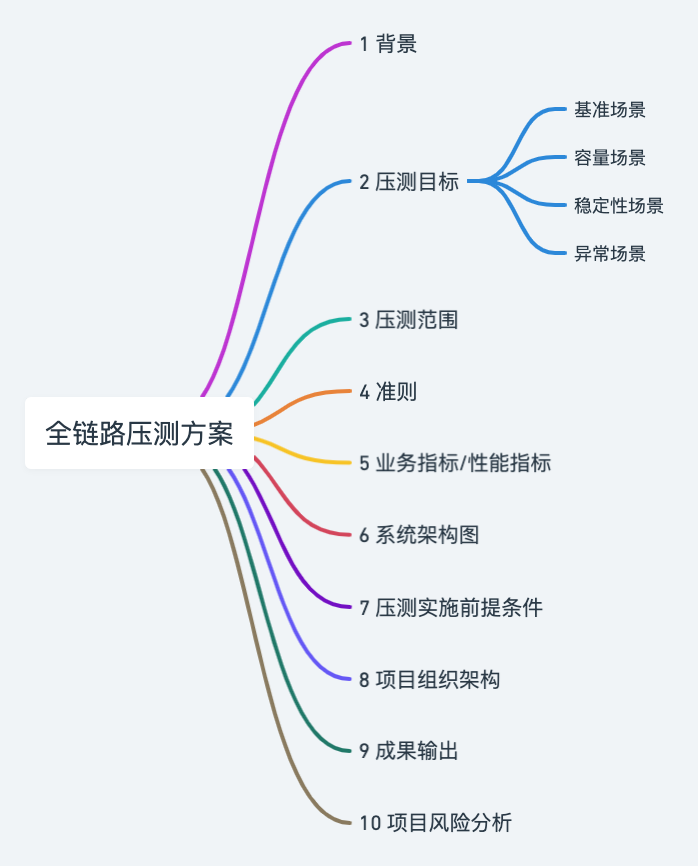 全链路压测方案
1 背景
2 压测目标
基准场景
容量场景
稳定性场景
异常场景
3 压测范围
4 准则
5 业务指标/性能指标
6 系统架构图
7 压测实施前提条件
8 项目组织架构
9 成果输出
10 项目风险分析